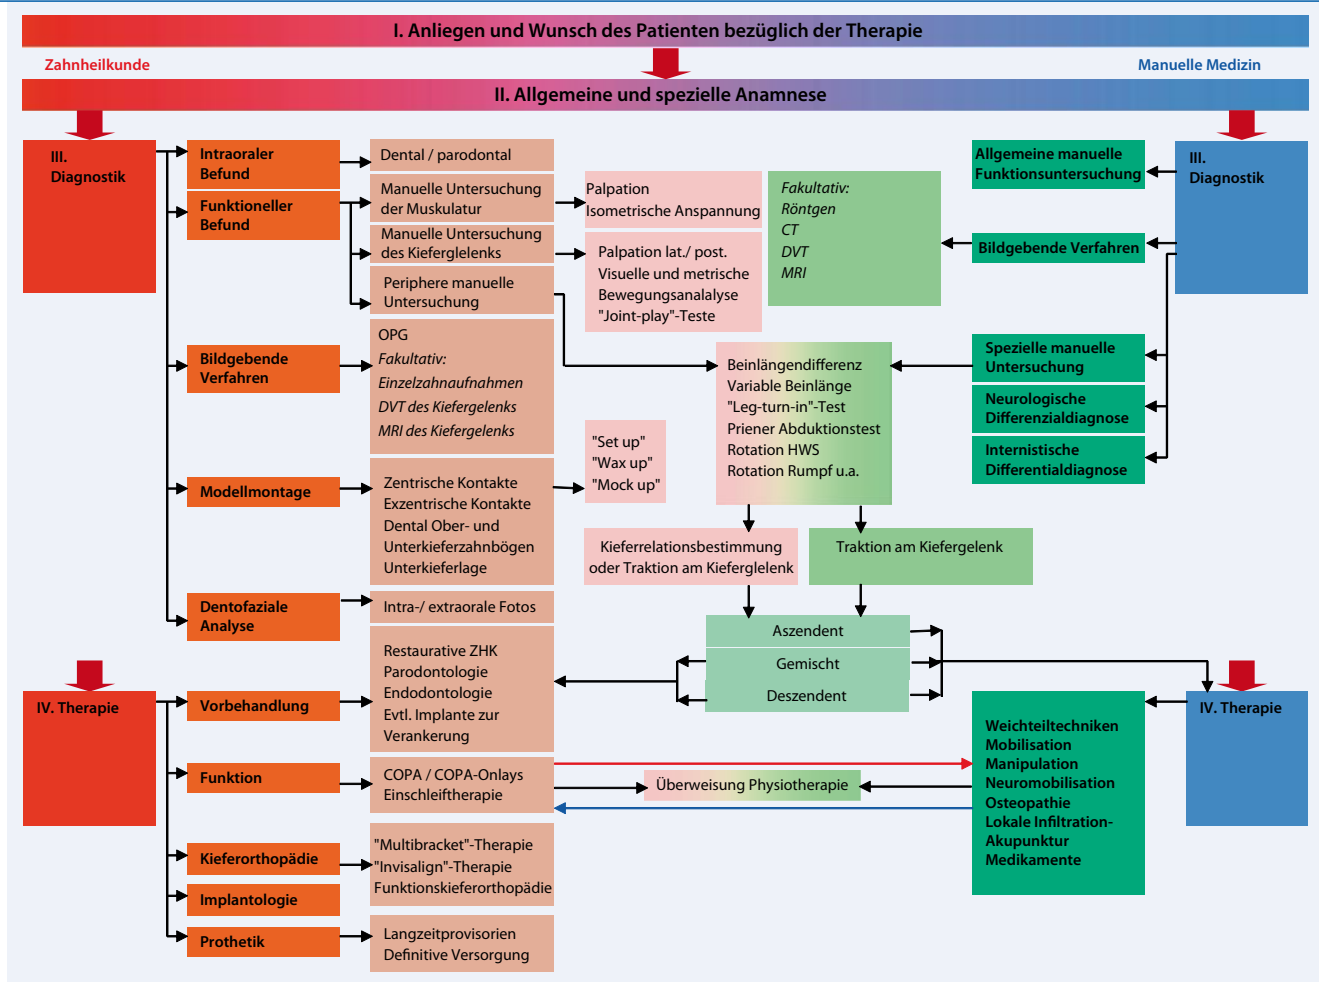 I. Anliegen und Wunsch des Patienten bezüglich der Therapie
Zahnheilkunde
Manuelle Medizin
II. Allgemeine und spezielle Anamnese
III.
Diagnostik
Intraoraler
Befund
Funktioneller
Befund
Bildgebende
Verfahren
Modellmontage
Dentofaziale
Analyse
Dental / parodontal
Manuelle Untersuchung
der Muskulatur
Manuelle Untersuchung
des Kieferglelenks
Periphere manuelle
Untersuchung
OPG
Fakultativ:
Einzelzahnaufnahmen
DVT des Kiefergelenks
MRI des Kiefergelenks
Zentrische Kontakte
Exzentrische Kontakte
Dental Ober- und
Unterkieferzahnbögen
Unterkieferlage
Intra-/ extraorale Fotos
Palpation
Isometrische Anspannung
Palpation lat./ post.
Visuelle und metrische
Bewegungsanalalyse
"Joint-play"-Teste
"Set up"
"Wax up"
"Mock up"
Fakultativ:
Röntgen
CT
DVT
MRI
Beinlängendifferenz
Variable Beinlänge
"Leg-turn-in"-Test
Priener Abduktionstest
Rotation HWS
Rotation Rumpf u.a.
Allgemeine manuelle
Funktionsuntersuchung
Bildgebende Verfahren
Spezielle manuelle
Untersuchung
Neurologische
Differenzialdiagnose
Internistische
Differentialdiagnose
III.
Diagnostik
Kieferrelationsbestimmung
oder Traktion am Kieferglelenk
Traktion am Kiefergelenk
Aszendent
Gemischt
Deszendent
IV. Therapie
Vorbehandlung
Funktion
Kieferorthopädie
Implantologie
Prothetik
Restaurative ZHK
Parodontologie
Endodontologie
Evtl. Implante zur
Verankerung
COPA / COPA-Onlays
Einschleiftherapie
"Multibracket"-Therapie
"Invisalign"-Therapie
Funktionskieferorthopädie
Langzeitprovisorien
Definitive Versorgung
Überweisung Physiotherapie
Weichteiltechniken
Mobilisation
Manipulation
Neuromobilisation
Osteopathie
Lokale Infiltration-
Akupunktur
Medikamente
IV. Therapie